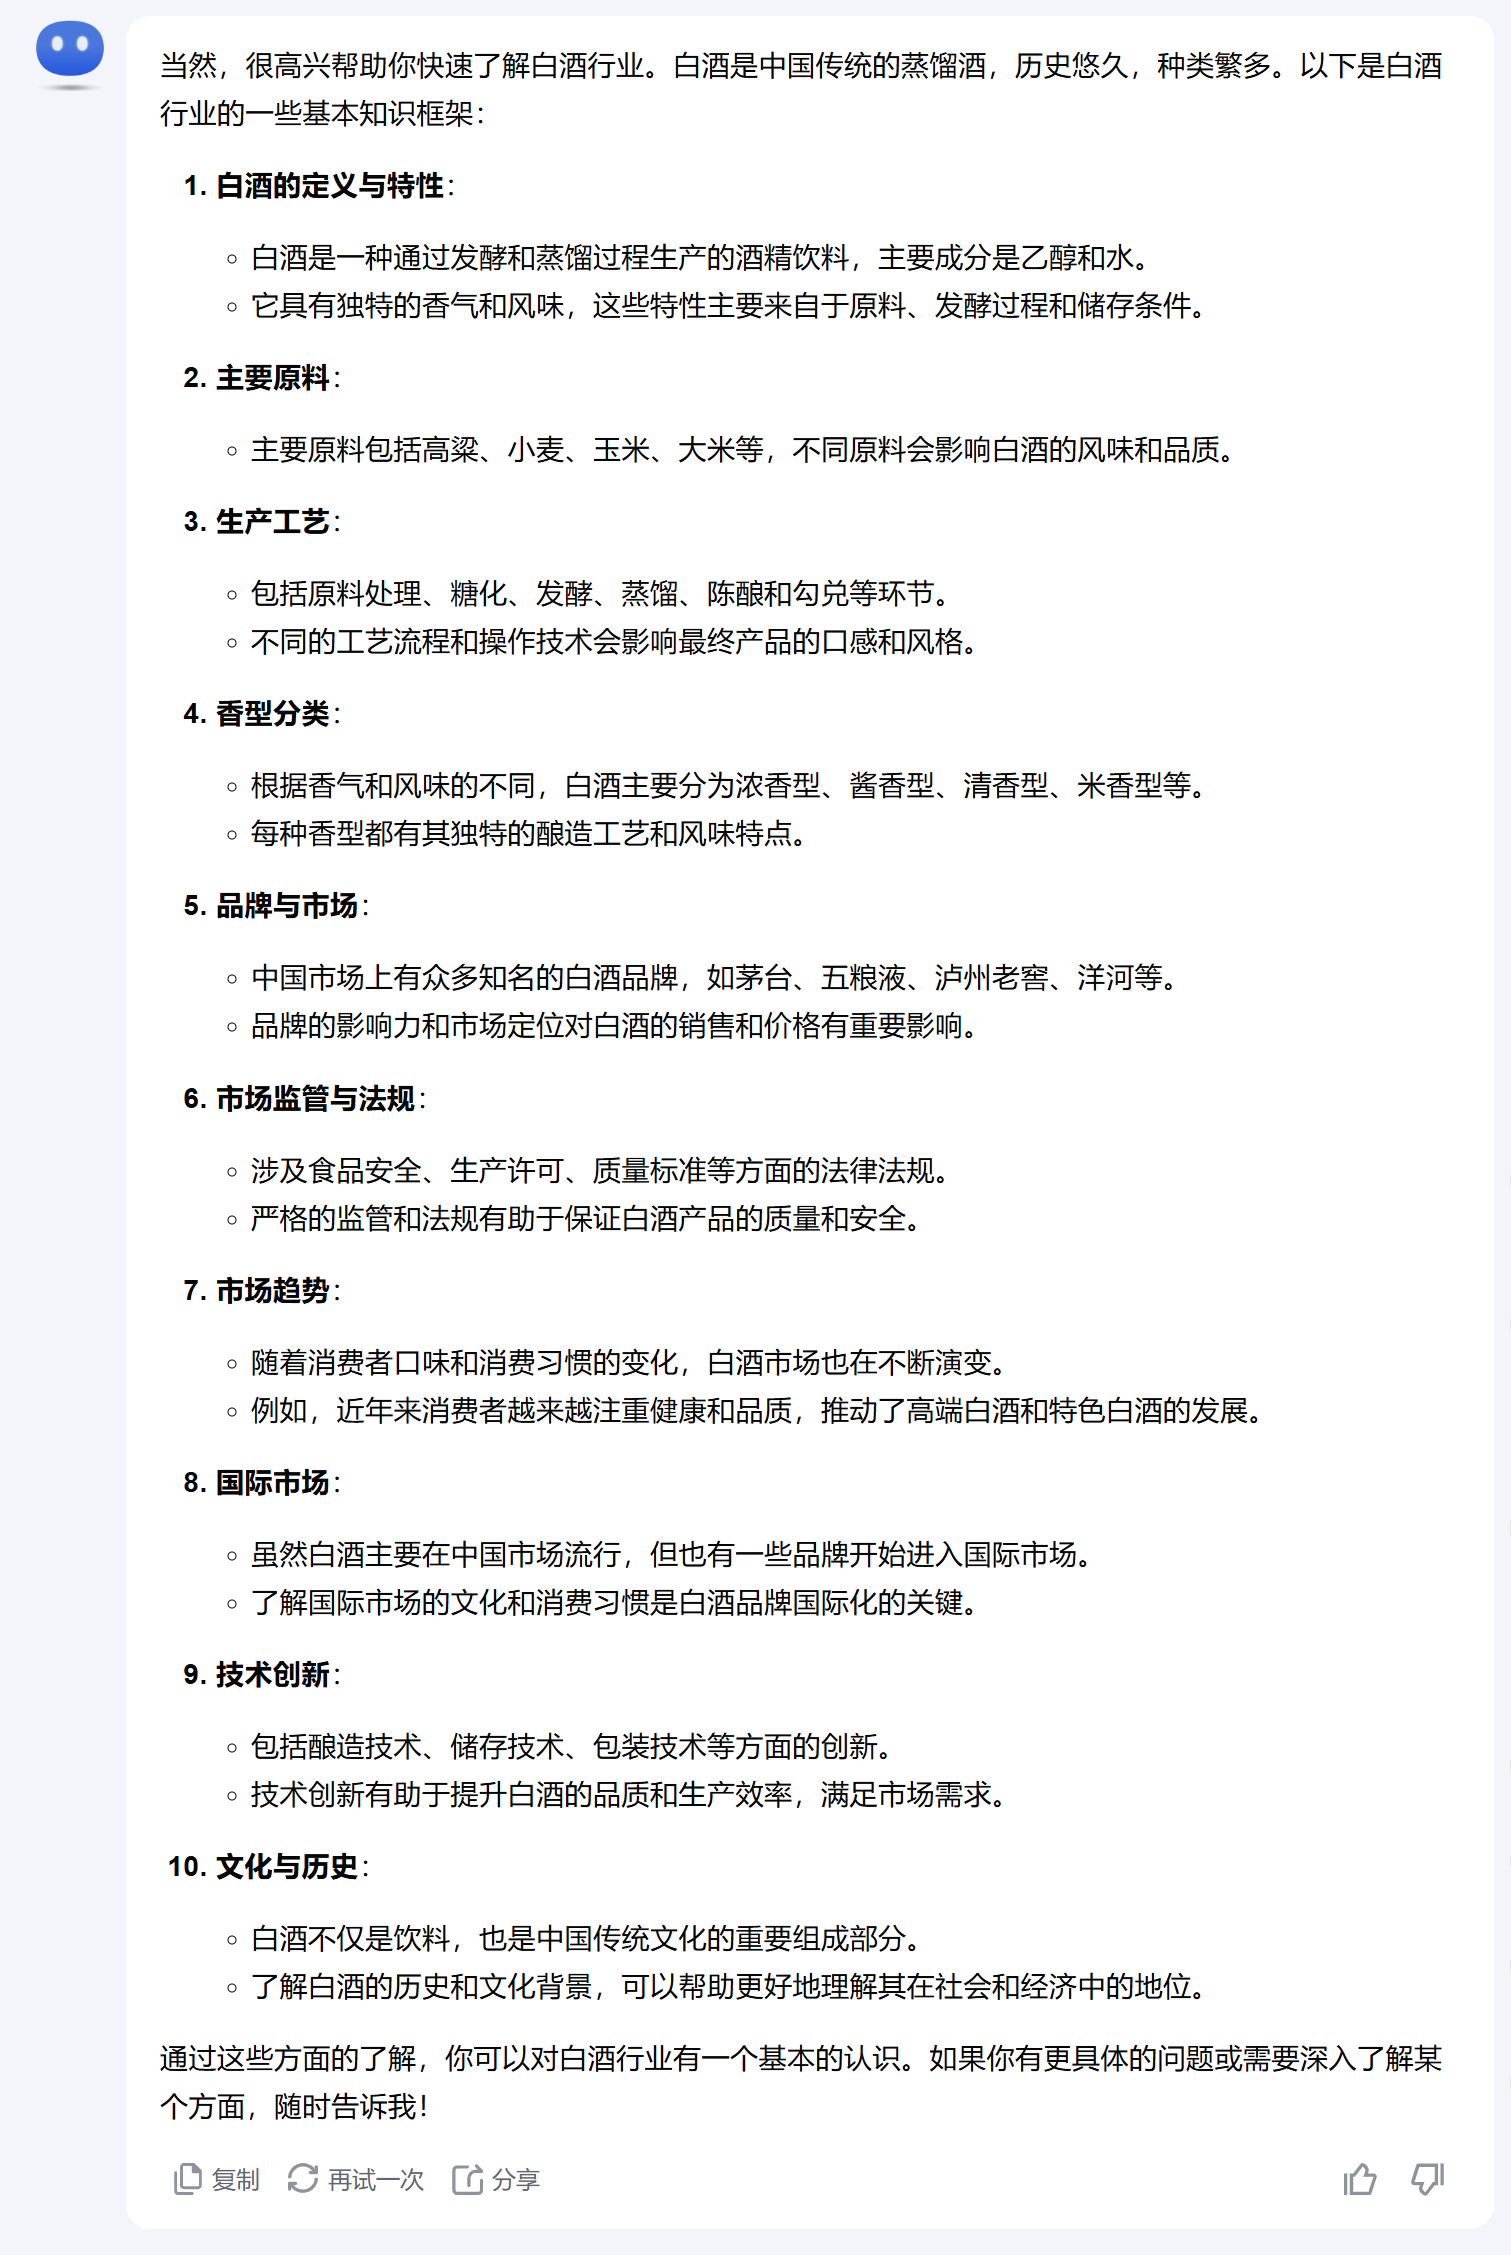 当然，很高兴帮助你快速了解白酒行业。白酒是中国传统的蒸馏酒，历史悠久，种类繁多。以下是白酒
行业的一些基本知识框架：
1. 白酒的定义与特性：
◦ 白酒是一种通过发酵和蒸馏过程生产的酒精饮料，主要成分是乙醇和水。
◦ 它具有独特的香气和风味，这些特性主要来自于原料、发酵过程和储存条件。
2. 主要原料：
◦ 主要原料包括高粱、小麦、玉米、大米等，不同原料会影响白酒的风味和品质。
3. 生产工艺：
◦ 包括原料处理、糖化、发酵、蒸馏、陈酿和勾兑等环节。
◦ 不同的工艺流程和操作技术会影响最终产品的口感和风格。
4. 香型分类：
◦ 根据香气和风味的不同，白酒主要分为浓香型、酱香型、清香型、米香型等。
◦ 每种香型都有其独特的酿造工艺和风味特点。
5. 品牌与市场：
◦ 中国市场上有众多知名的白酒品牌，如茅台、五粮液、泸州老窖、洋河等。
◦ 品牌的影响力和市场定位对白酒的销售和价格有重要影响。
6. 市场监管与法规：
◦ 涉及食品安全、生产许可、质量标准等方面的法律法规。
◦ 严格的监管和法规有助于保证白酒产品的质量和安全。
7. 市场趋势：
◦ 随着消费者口味和消费习惯的变化，白酒市场也在不断演变。
◦ 例如，近年来消费者越来越注重健康和品质，推动了高端白酒和特色白酒的发展。
8. 国际市场：
◦ 虽然白酒主要在中国市场流行，但也有一些品牌开始进入国际市场。
◦ 了解国际市场的文化和消费习惯是白酒品牌国际化的关键。
9. 技术创新：
◦ 包括酿造技术、储存技术、包装技术等方面的创新。
◦ 技术创新有助于提升白酒的品质和生产效率，满足市场需求。
10. 文化与历史：
◦ 白酒不仅是饮料，也是中国传统文化的重要组成部分。
◦ 了解白酒的历史和文化背景，可以帮助更好地理解其在社会和经济中的地位。
通过这些方面的了解，你可以对白酒行业有一个基本的认识。如果你有更具体的问题或需要深入了解某
个方面，随时告诉我！
复制 再试一次 分享